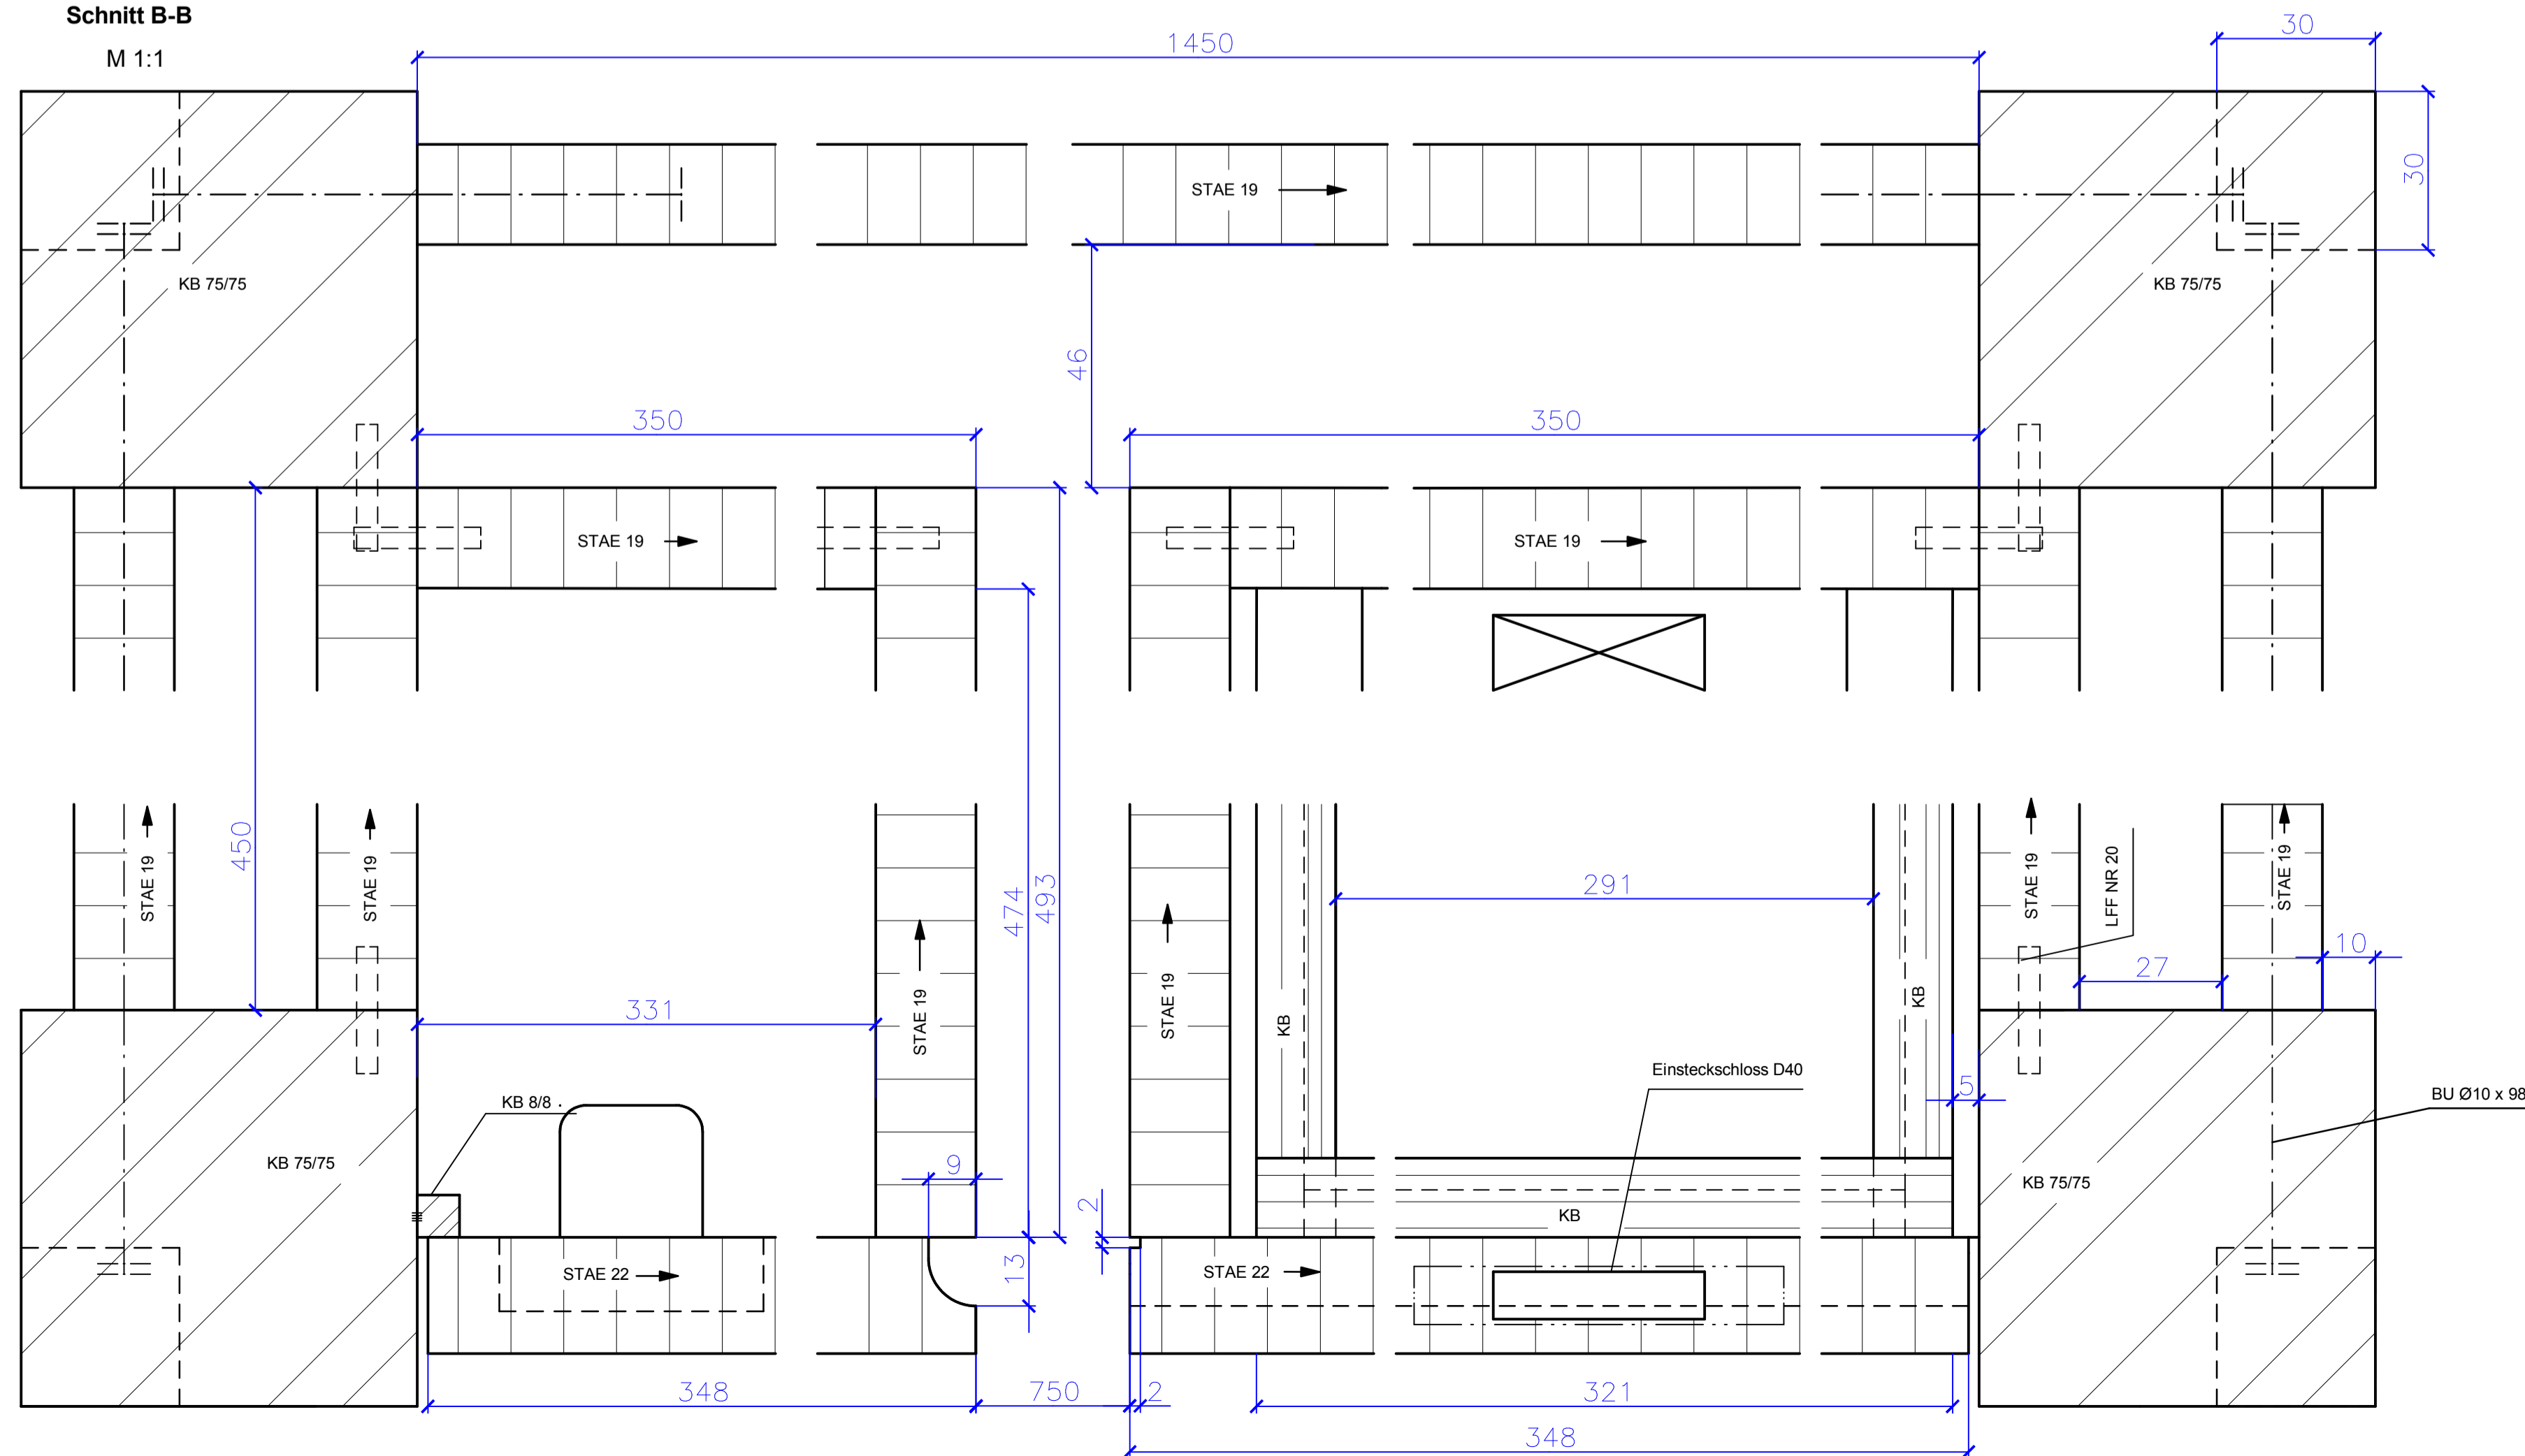 Schnitt B-B
M 1:1
1450
30
30
STAE 19
KB 75/75
KB 75/75
46
350
350
STAE 19
STAE 19
450
STAE 19
STAE 19
474
493
STAE 19
STAE 19
291
STAE 19
LFF NR 20
STAE 19
10
27
331
KB
KB
Einsteckschloss D40
5
KB 8/8 .
BU Ø10 x 98
KB 75/75
9
2
KB 75/75
KB
13
STAE 22
STAE 22
348
750
2
321
348